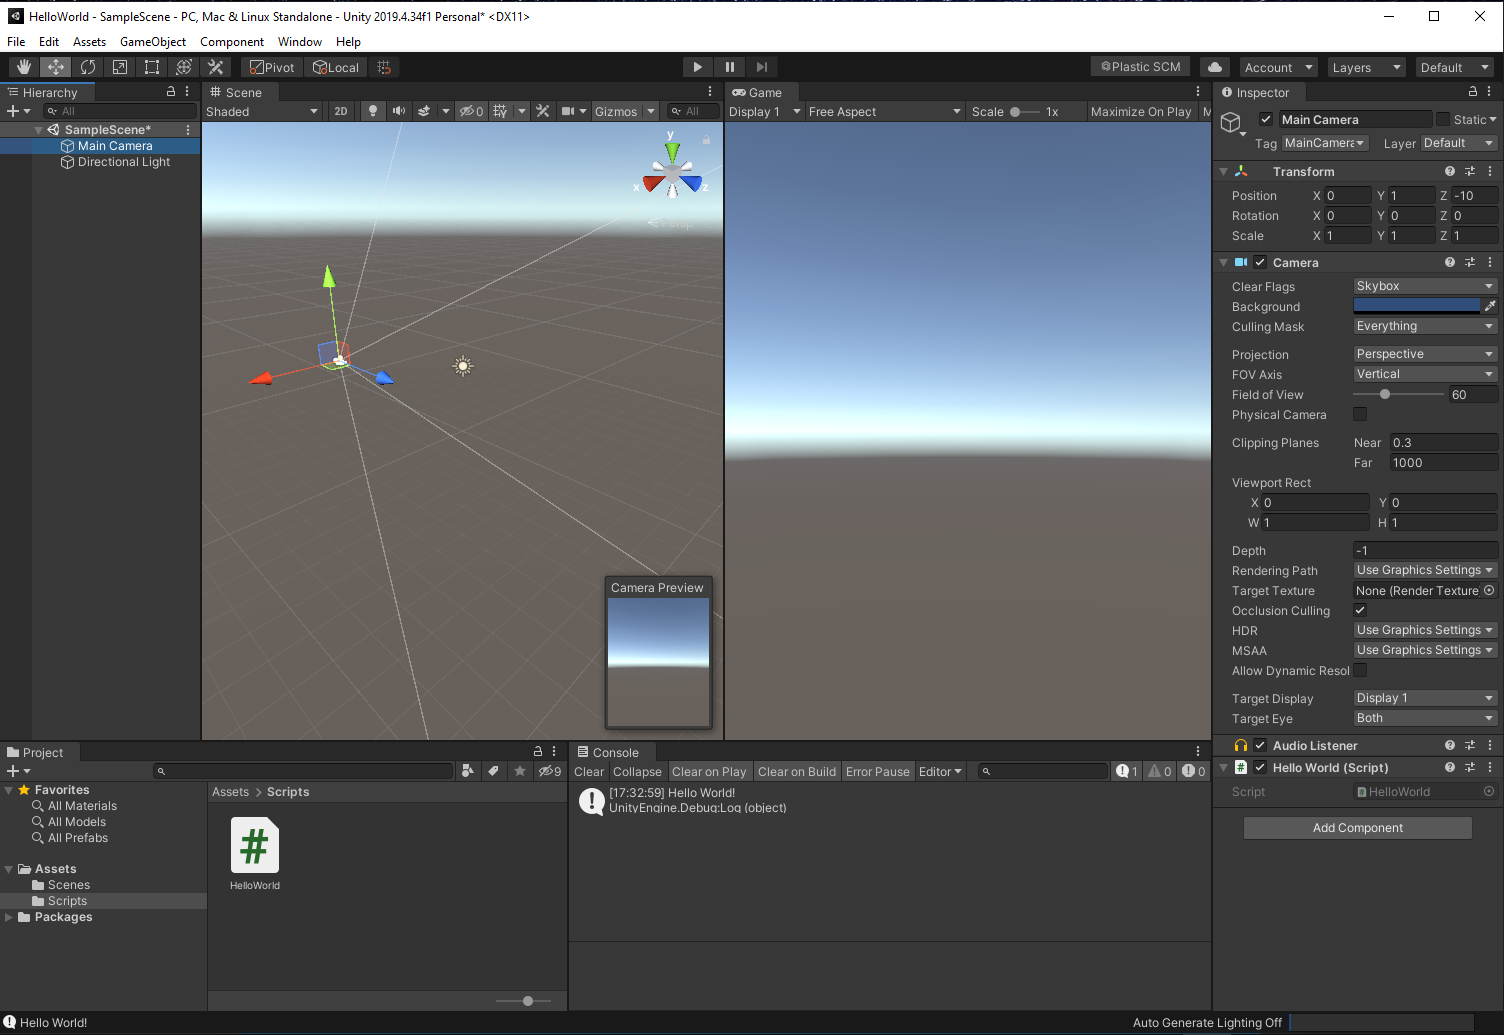 HelloWorld - SampleScene - PC, Mac & Linux Standalone - Unity 2019.4.34f1 Personal* <DX11>
File Edit Assets GameObject Component Window Help
Pivot Local Plastic SCM Account Layers Default
Hierarchy
All
SampleScene*
Main Camera
Directional Light
Scene
Shaded 2D 0 Gizmos All
y
x z
Persp
Camera Preview
Game
Display 1 Free Aspect Scale 1x Maximize On Play M
Inspector
Main Camera Static
Tag MainCamera Layer Default
Transform
Position X 0 Y 1 Z -10
Rotation X 0 Y 0 Z 0
Scale X 1 Y 1 Z 1
Camera
Clear Flags Skybox
Background
Culling Mask Everything
Projection Perspective
FOV Axis Vertical
Field of View 60
Physical Camera
Clipping Planes Near 0.3
Far 1000
Viewport Rect
X 0 Y 0
W 1 H 1
Depth -1
Rendering Path Use Graphics Settings
Target Texture None (Render Texture
Occlusion Culling
HDR Use Graphics Settings
MSAA Use Graphics Settings
Allow Dynamic Resol
Target Display Display 1
Target Eye Both
Audio Listener
# Hello World (Script)
Script HelloWorld
Add Component
Project
9
Favorites
All Materials
All Models
All Prefabs
Assets
Scenes
Scripts
Packages
Assets > Scripts
#
HelloWorld
Console
Clear Collapse Clear on Play Clear on Build Error Pause Editor 1 0 0
[17:32:59] Hello World!
UnityEngine.Debug:Log (object)
Hello World!
Auto Generate Lighting Off